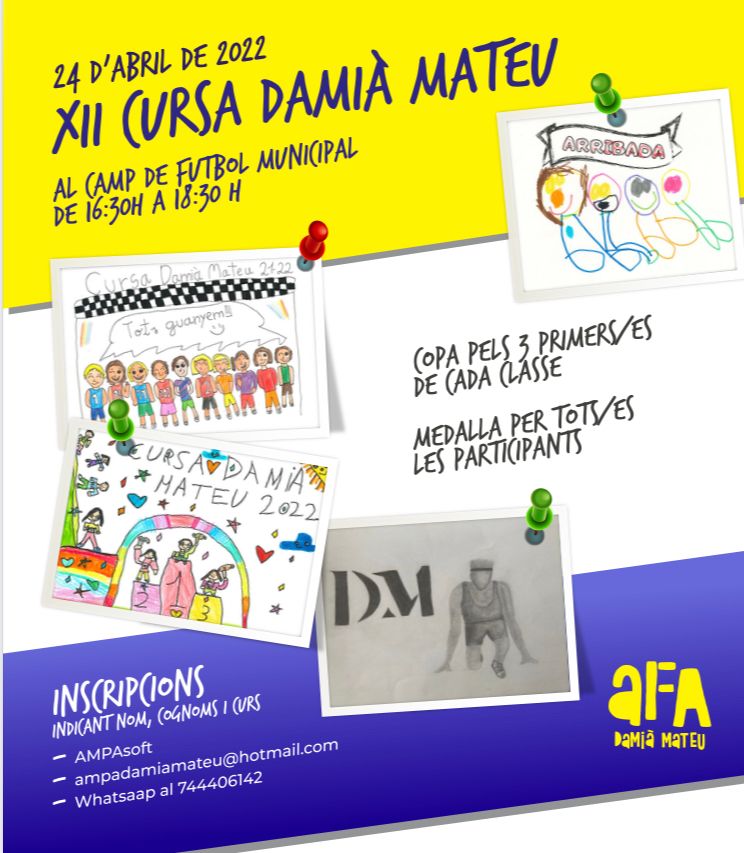 24 D'ABRIL DE 2022
XII CURSA DAMIÀ MATEU
AL CAMP DE FUTBOL MUNICIPAL
DE 16:30H A 18:30 H
ARRIBADA
Cursa Damià Mateu 21-22
Tots guanyem!!!
COPA PELS 3 PRIMERS/ES
DE CADA CLASSE
MEDALLA PER TOTS/ES
LES PARTICIPANTS
CURSA DAMIÀ
MATEU 2022
2 3
DM
INSCRIPCIONS
INDICANT NOM, COGNOMS I CURS
– AMPAsoft
– ampadamiamateu@hotmail.com
– Whatsaap al 744406142
aFA
DAMIÀ MATEU